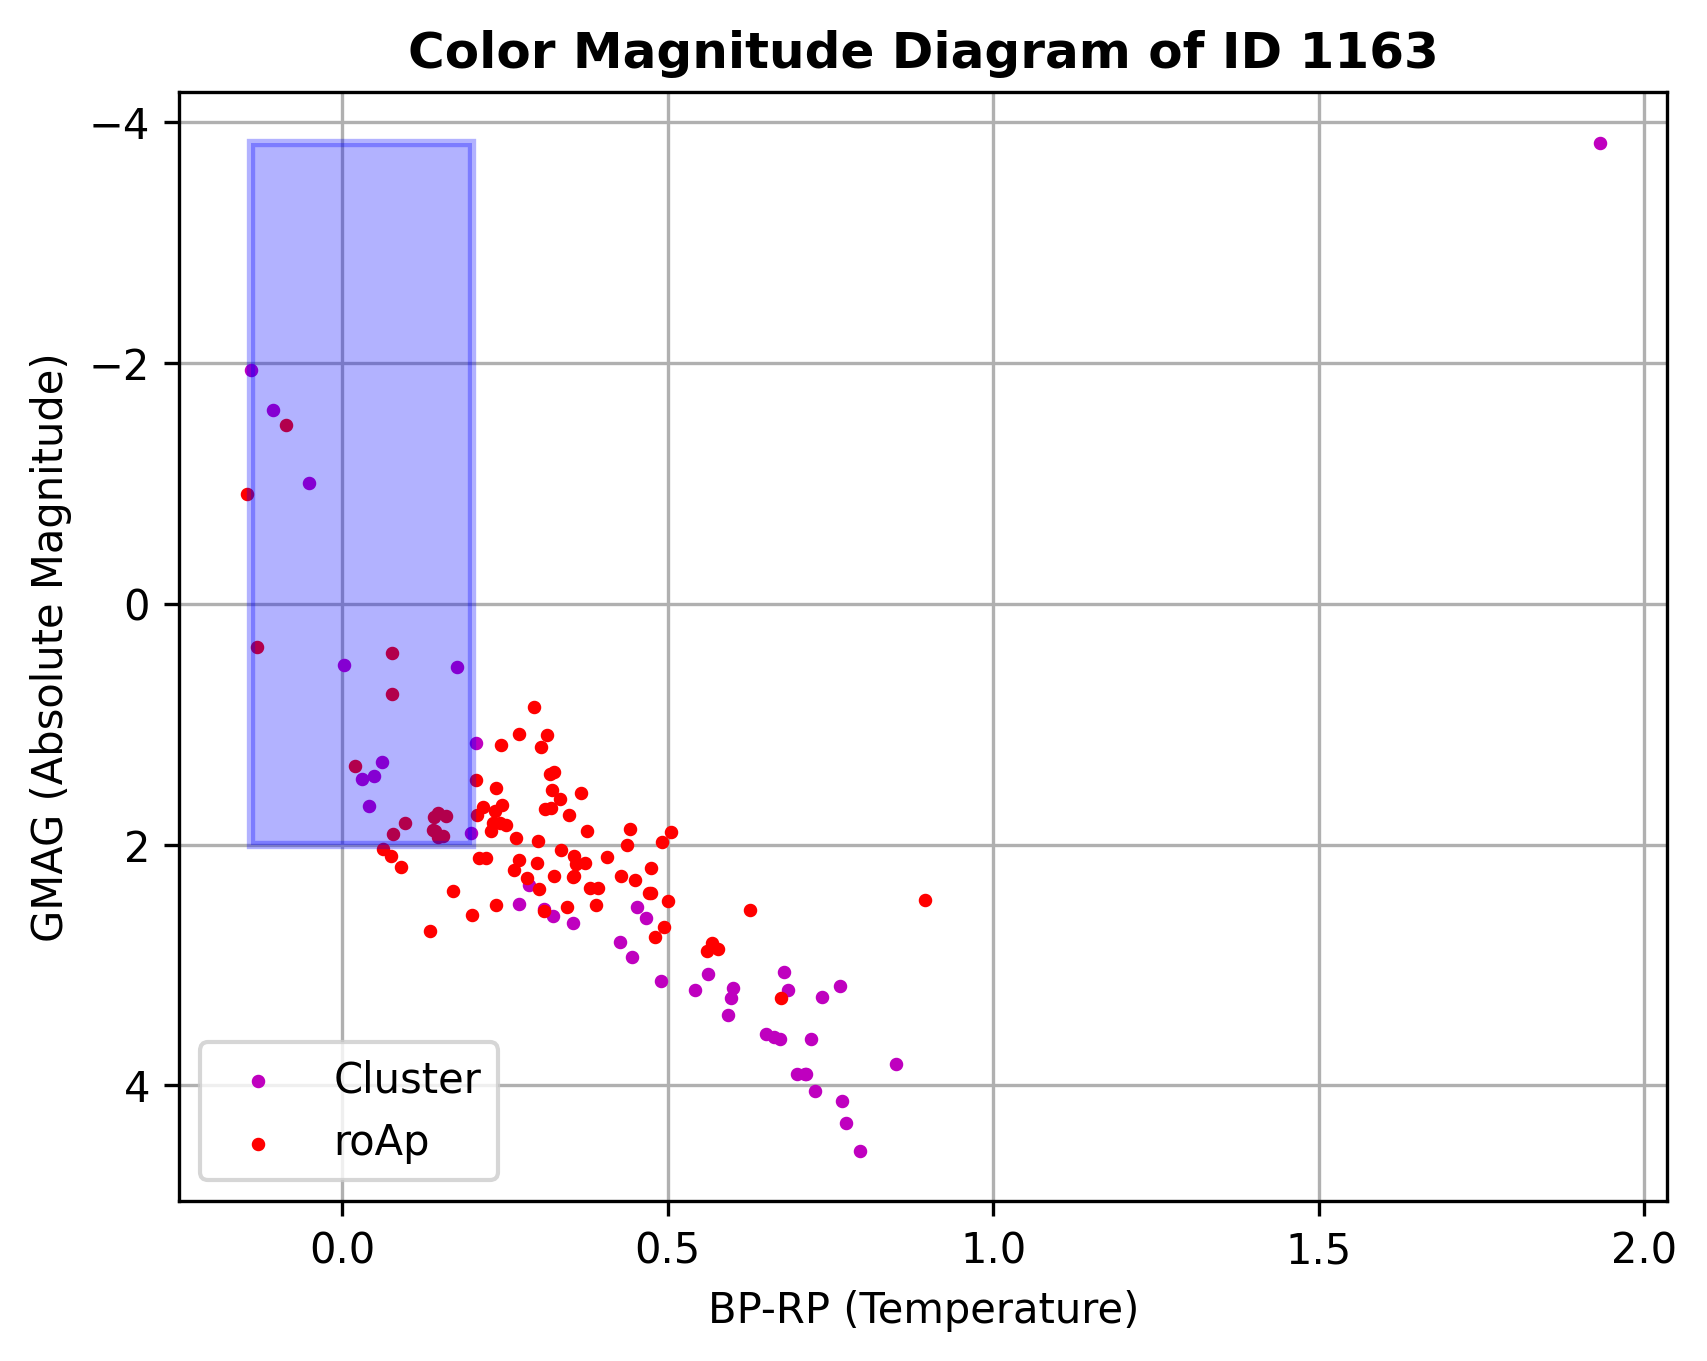 Color Magnitude Diagram of ID 1163
GMAG (Absolute Magnitude)
−4
−2
0
2
4
Cluster
roAp
0.0 0.5 1.0 1.5 2.0
BP-RP (Temperature)